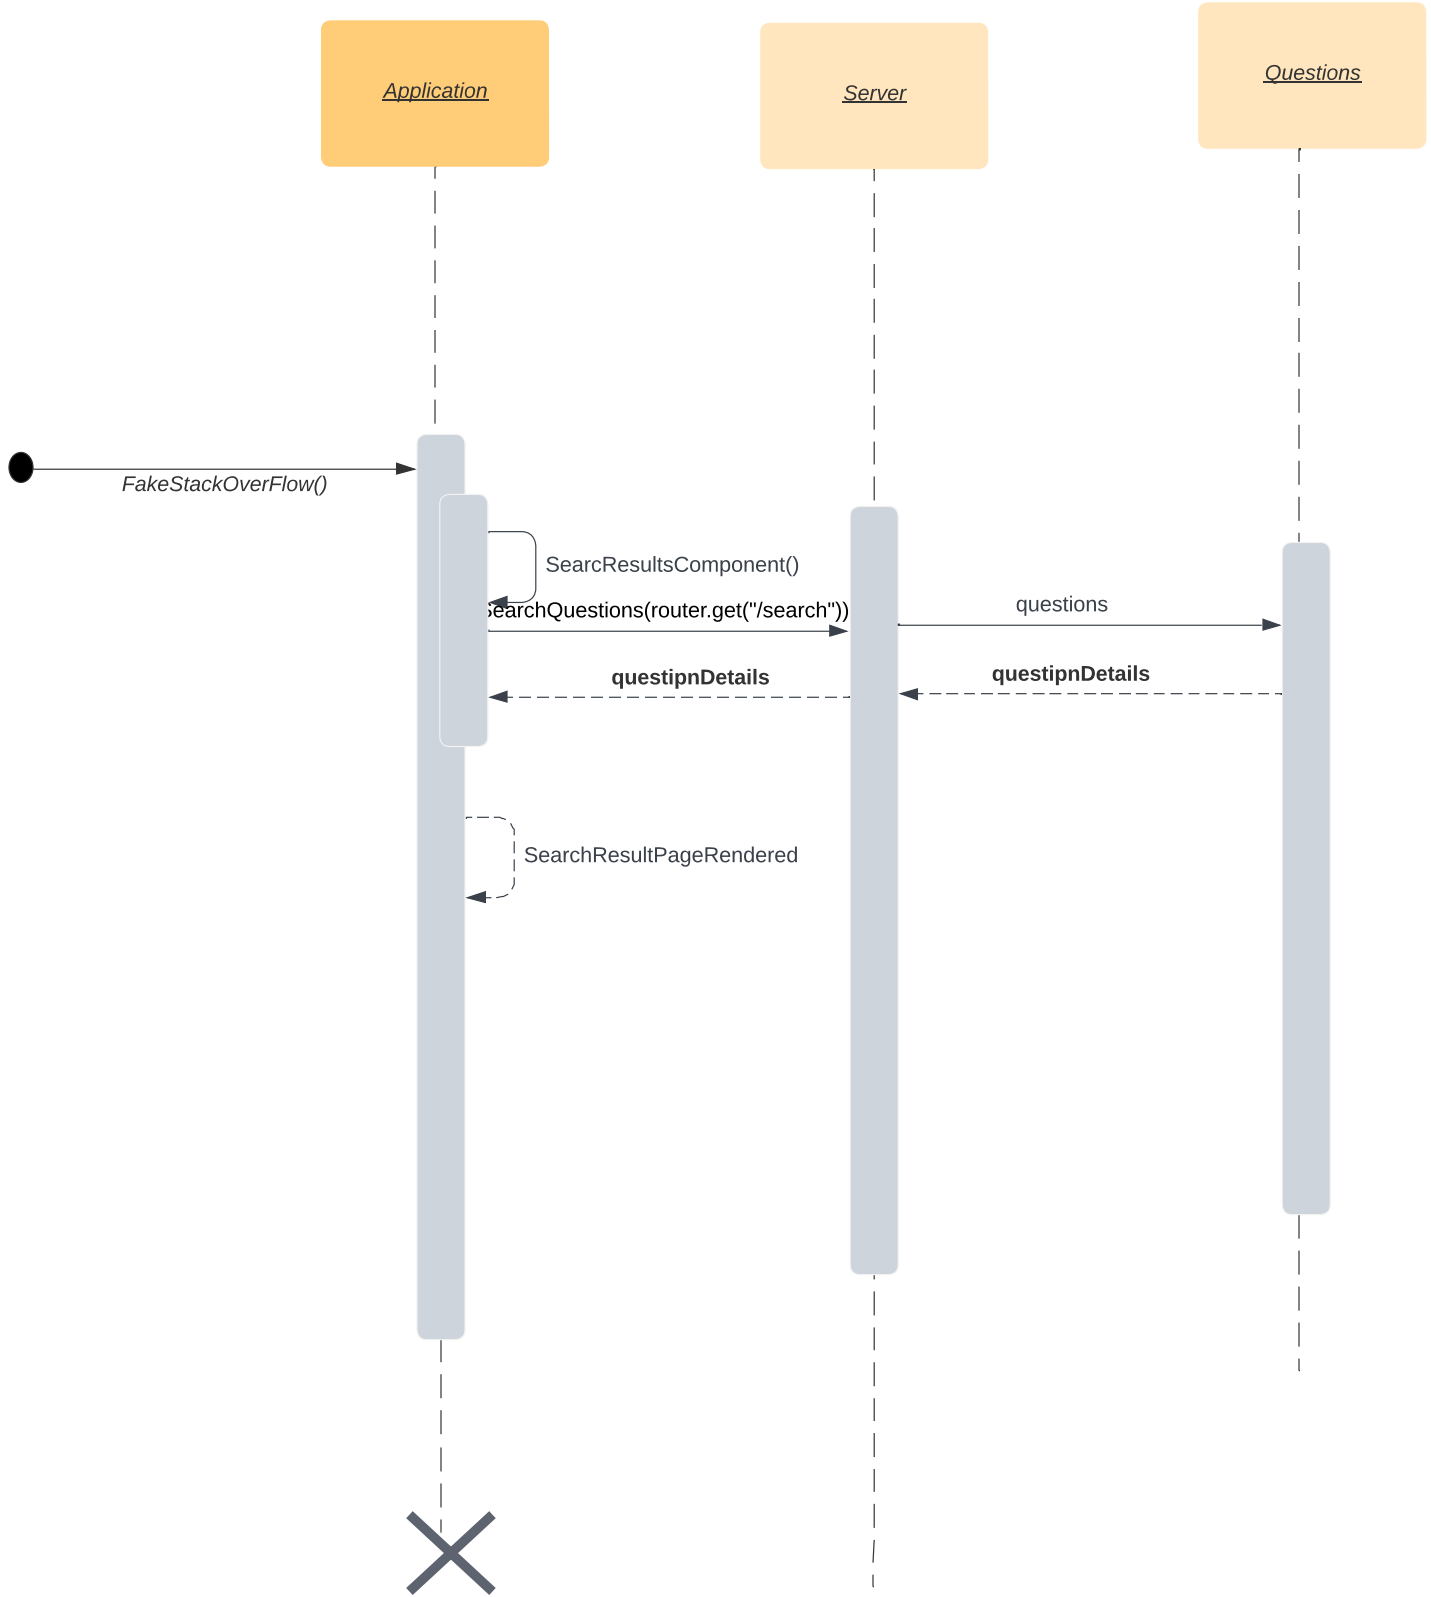 Application
Server
Questions
FakeStackOverFlow()
SearcResultsComponent()
SearchQuestions(router.get("/search"))
questions
questipnDetails
questipnDetails
SearchResultPageRendered